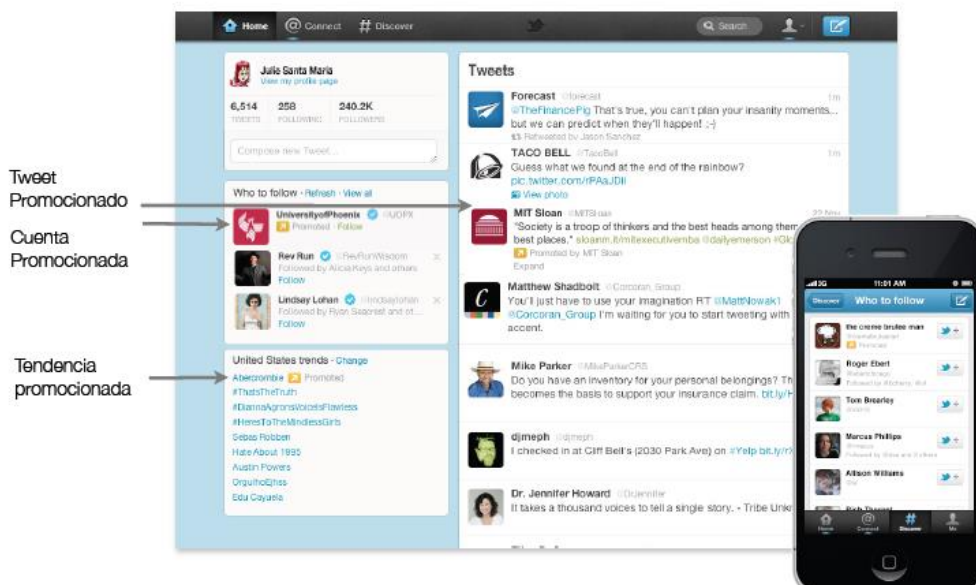 Home @ Connect # Discover Search
Julie Santa Maria
View my profile page
6,514 258 240.2K
TWEETS FOLLOWING FOLLOWERS
Compose new Tweet...
Tweet
Promocionado
Cuenta
Promocionada
Tendencia
promocionada
Who to follow · Refresh · View all
UniversityofPhoenix @UOPX
Promoted · Follow
Rev Run @RevRunWisdom
Followed by Alicia Keys and others
Follow
Lindsay Lohan @lindsaylohan
Followed by Ryan Seacrest and ot...
Follow
United States trends · Change
Abercrombie Promoted
#ThatsTheTruth
#DiannaAgronsVoiceIsFlawless
#HeresToTheMindlessGirls
Sebas Robben
Hate About 1995
Austin Powers
OrgulhoEjhss
Edu Cayuela
Tweets
Forecast @forecast 1m
@TheFinancePig That's true, you can't plan your insanity moments...
but we can predict when they'll happen! ;-)
Retweeted by Jason Sanchez
TACO BELL @TacoBell 1m
Guess what we found at the end of the rainbow?
pic.twitter.com/rPAaJDII
View photo
MIT Sloan @MITSloan 22 Nov
"Society is a troop of thinkers and the best heads among them
best places." sloanm.it/mitexecutivemba @dailyemerson #Glo
Promoted by MIT Sloan
Expand
Matthew Shadbolt @Corcoran_Group
You'll just have to use your imagination RT @MattNowak1
@Corcoran_Group I'm waiting for you to start tweeting with
accent.
Mike Parker @MikeParkerCRS
Do you have an inventory for your personal belongings? Th
becomes the basis to support your insurance claim. bit.ly/H
djmeph @djmeph
I checked in at Cliff Bell's (2030 Park Ave) on #Yelp bit.ly/r
Dr. Jennifer Howard @DrJennifer
It takes a thousand voices to tell a single story. - Tribe Unk
3G 11:01 AM
Discover Who to follow
the creme brulee man
Promoted
Roger Ebert
Tom Brearley
Marcus Phillips
Allison Williams
Home Connect Discover Me